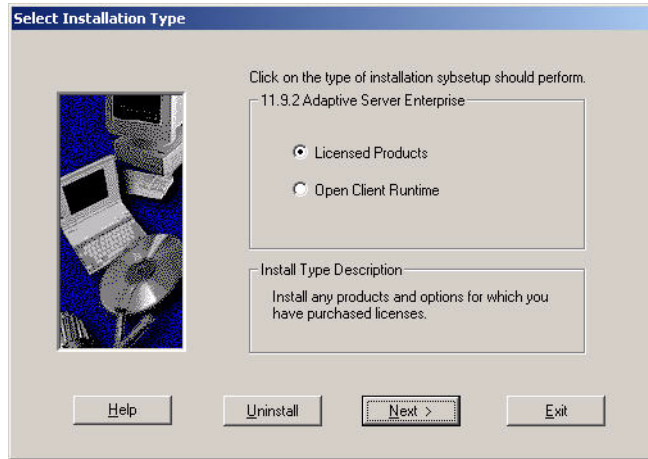 Select Installation Type
Click on the type of installation sybsetup should perform.
11.9.2 Adaptive Server Enterprise
Licensed Products
Open Client Runtime
Install Type Description
Install any products and options for which you
have purchased licenses.
Help Uninstall Next > Exit